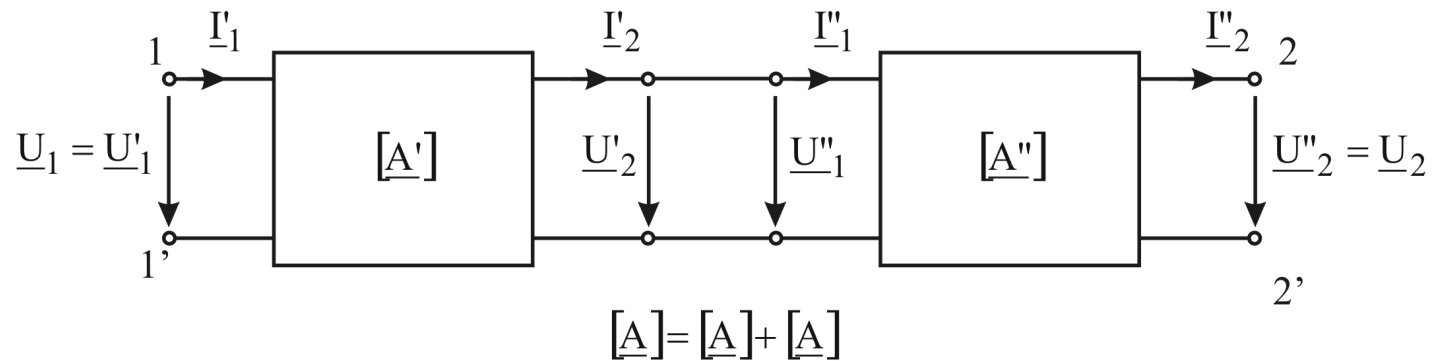 1 I'1 I'2 I"1 I"2 2
U1 = U'1 [A'] U'2 U"1 [A"] U"2 = U2
1' 2'
[A]= [A]+ [A]